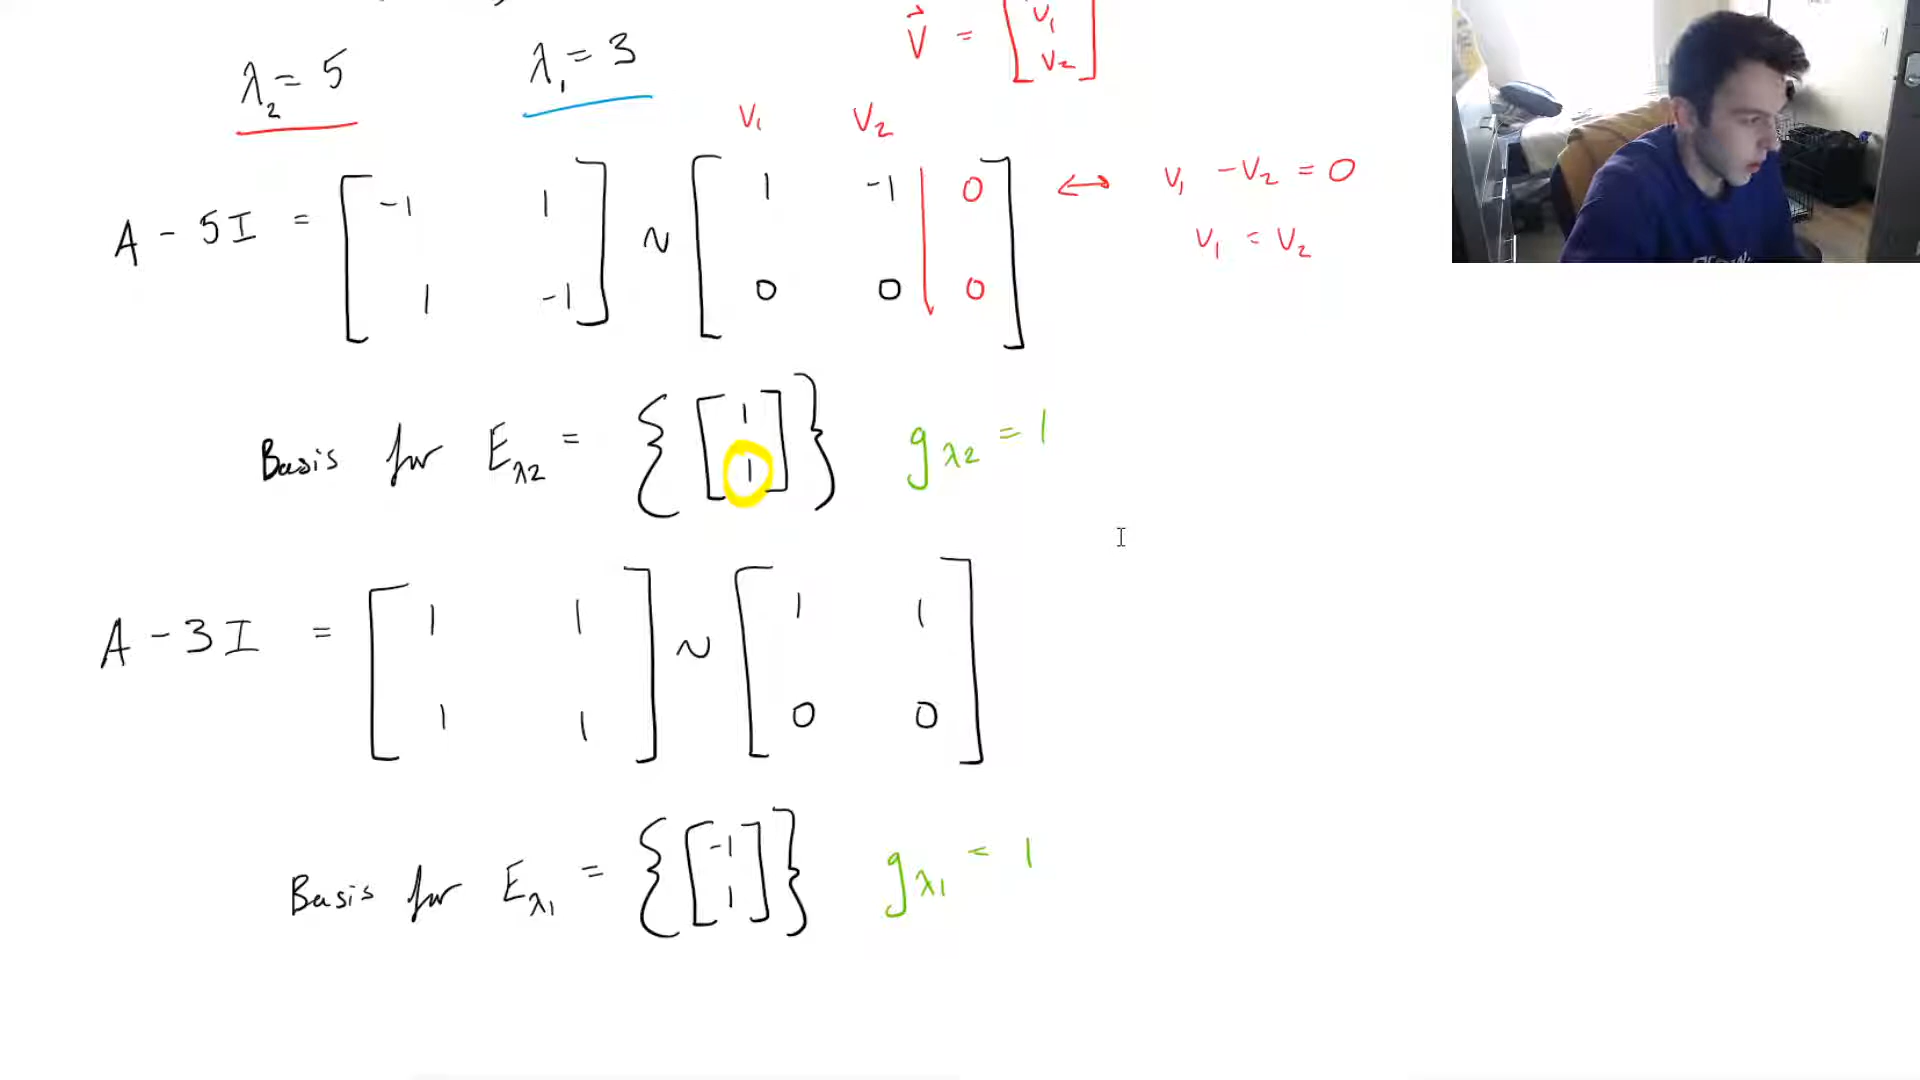 λ₂ = 5 λ₁ = 3 v⃗ = [v₁ v₂]
v₁ v₂
A - 5I = [-1 1 ~ [1 -1 | 0 ↔ v₁ - v₂ = 0
v₁ = v₂
1 -1] 0 0 | 0]
Basis for E_λ2 = {[1 1]} g_λ2 = 1
A - 3I = [1 1 ~ [1 1
1 1] 0 0]
Basis for E_λ1 = {[-1 1]} g_λ1 = 1